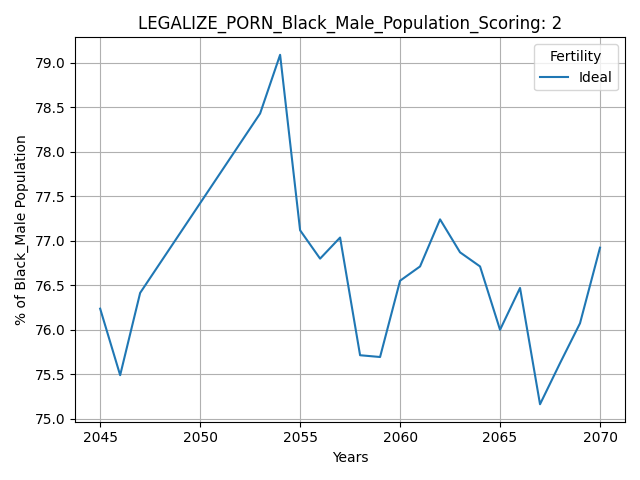 LEGALIZE_PORN_Black_Male_Population_Scoring: 2
% of Black_Male Population
79.0
78.5
78.0
77.5
77.0
76.5
76.0
75.5
75.0
Fertility
Ideal
2045 2050 2055 2060 2065 2070
Years